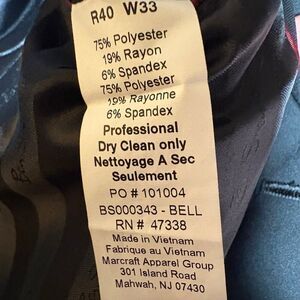 R40 W33
75% Polyester
19% Rayon
6% Spandex
75% Polyester
19% Rayonne
6% Spandex
Professional
Dry Clean only
Nettoyage A Sec
Seulement
PO # 101004
BS000343 - BELL
RN # 47338
Made in Vietnam
Fabrique au Vietnam
Marcraft Apparel Group
301 Island Road
Mahwah, NJ 07430